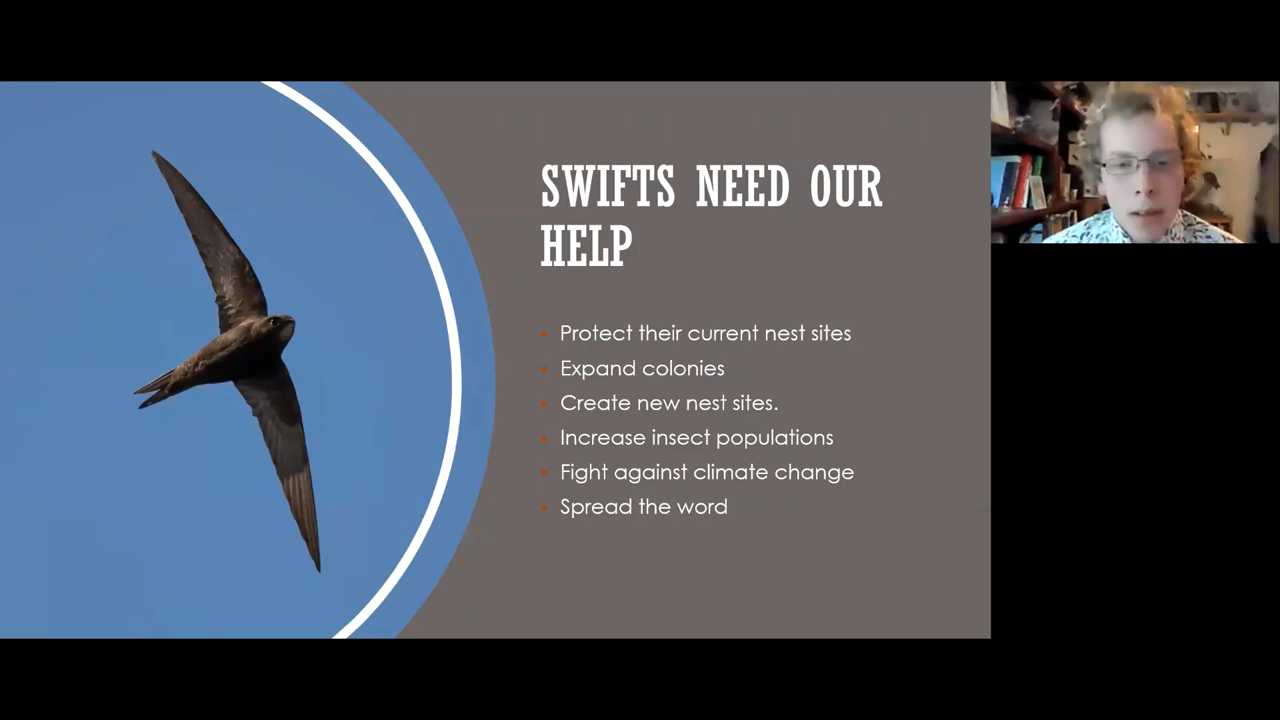 SWIFTS NEED OUR
HELP
Protect their current nest sites
Expand colonies
Create new nest sites.
Increase insect populations
Fight against climate change
Spread the word